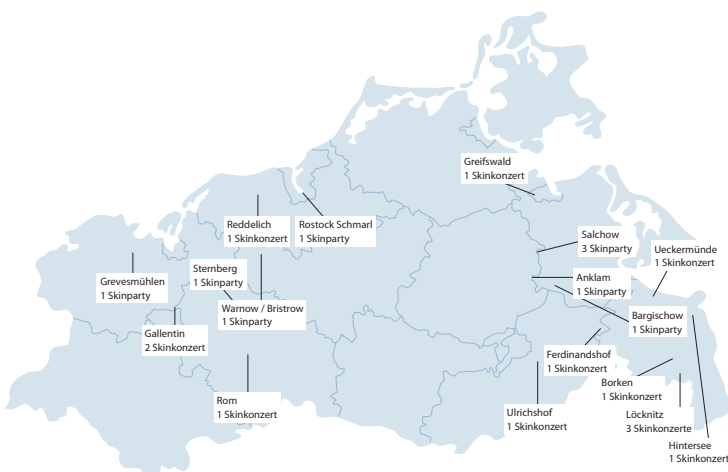 Greifswald
1 Skinkonzert
Reddelich
1 Skinkonzert
Rostock Schmarl
1 Skinparty
Salchow
3 Skinparty
Ueckermünde
1 Skinkonzert
Sternberg
1 Skinparty
Grevesmühlen
1 Skinparty
Anklam
1 Skinparty
Warnow / Bristrow
1 Skinparty
Bargischow
1 Skinparty
Gallentin
2 Skinkonzert
Ferdinandshof
1 Skinkonzert
Borken
1 Skinkonzert
Rom
1 Skinkonzert
Ulrichshof
1 Skinkonzert
Löcknitz
3 Skinkonzerte
Hintersee
1 Skinkonzert